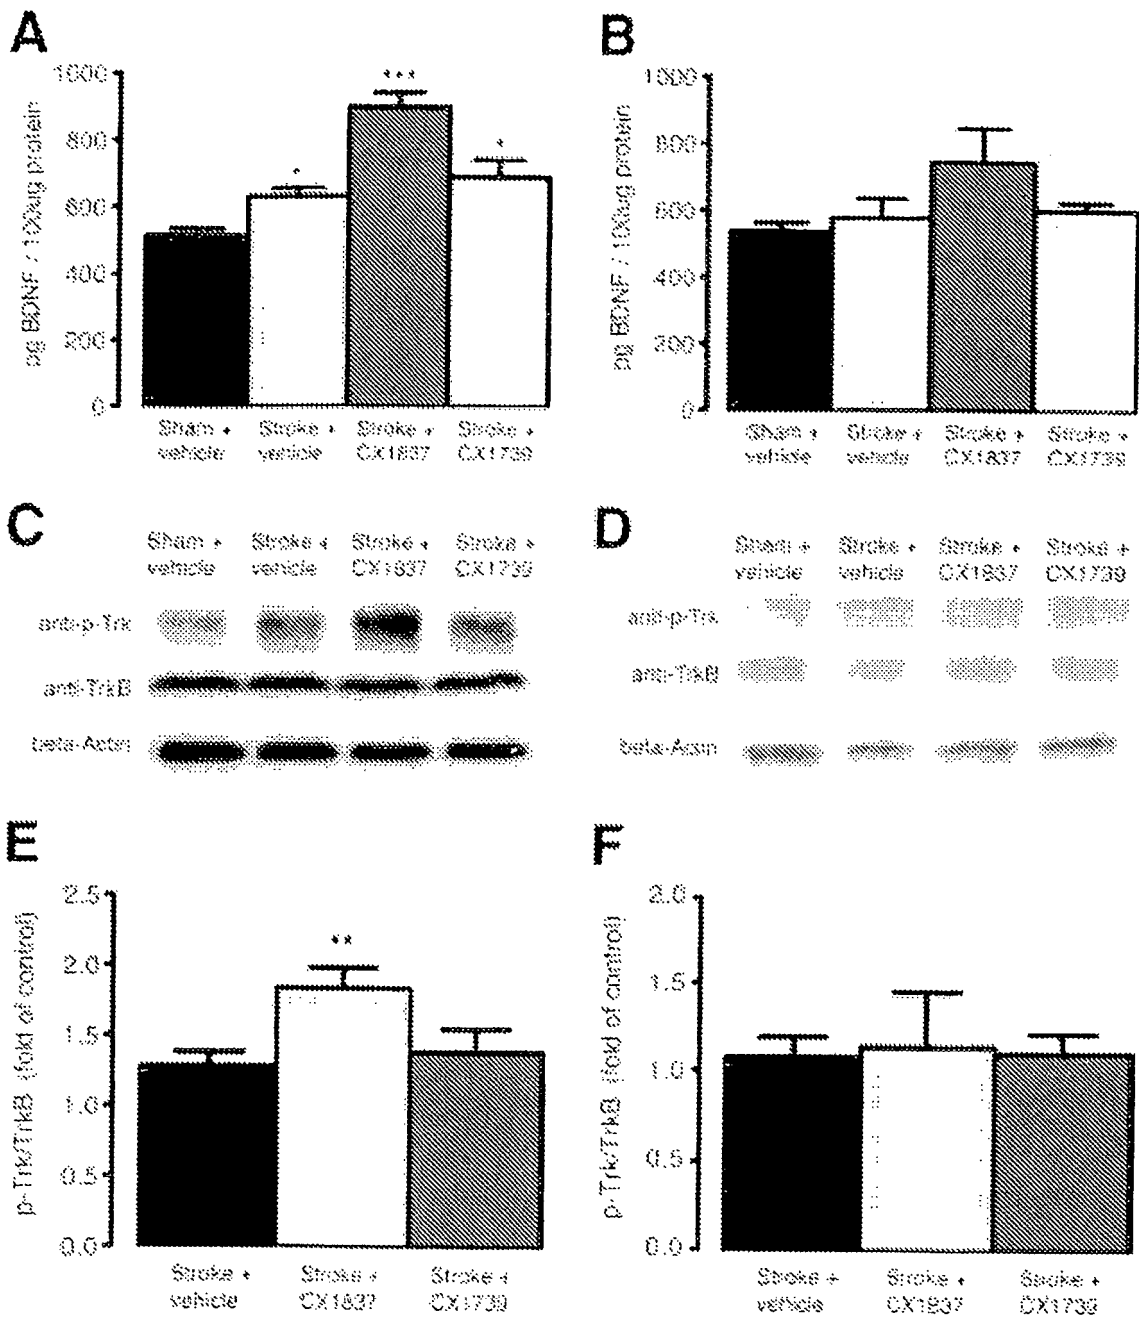 A
1000
***
800
*
*
600
400
200
0
pg BDNF / 100ug protein
Sham +
vehicle
Stroke +
vehicle
Stroke +
CX1837
Stroke +
CX1739
B
1000
800
600
400
200
0
pg BDNF / 100ug protein
Sham +
vehicle
Stroke +
vehicle
Stroke +
CX1837
Stroke +
CX1739
C
Sham +
vehicle
Stroke +
vehicle
Stroke +
CX1837
Stroke +
CX1739
anti-p-Trk
anti-TrkB
beta-Actin
D
Sham +
vehicle
Stroke +
vehicle
Stroke +
CX1837
Stroke +
CX1739
anti-p-Trk
anti-TrkB
beta-Actin
E
2.5
**
2.0
1.5
1.0
0.5
0.0
p-Trk/TrkB (fold of control)
Stroke +
vehicle
Stroke +
CX1837
Stroke +
CX1739
F
2.0
1.5
1.0
0.5
0.0
p-Trk/TrkB (fold of control)
Stroke +
vehicle
Stroke +
CX1837
Stroke +
CX1739